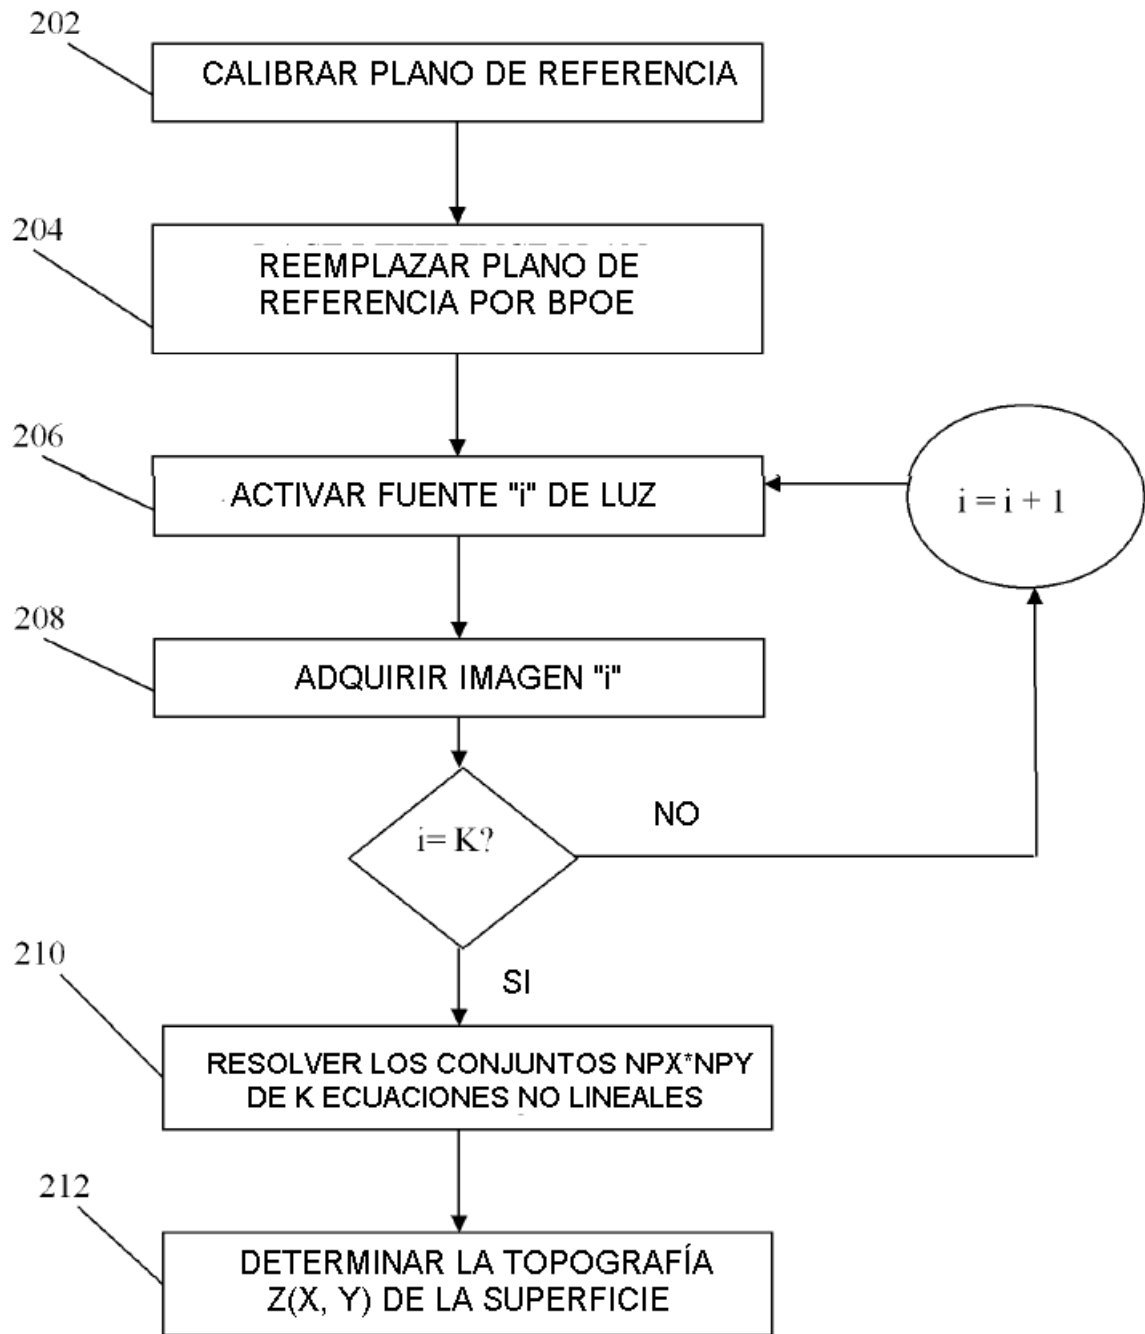 202
CALIBRAR PLANO DE REFERENCIA
204
REEMPLAZAR PLANO DE
REFERENCIA POR BPOE
206
ACTIVAR FUENTE "i" DE LUZ
i = i + 1
208
ADQUIRIR IMAGEN "i"
i= K?
NO
SI
210
RESOLVER LOS CONJUNTOS NPX*NPY
DE K ECUACIONES NO LINEALES
212
DETERMINAR LA TOPOGRAFÍA
Z(X, Y) DE LA SUPERFICIE